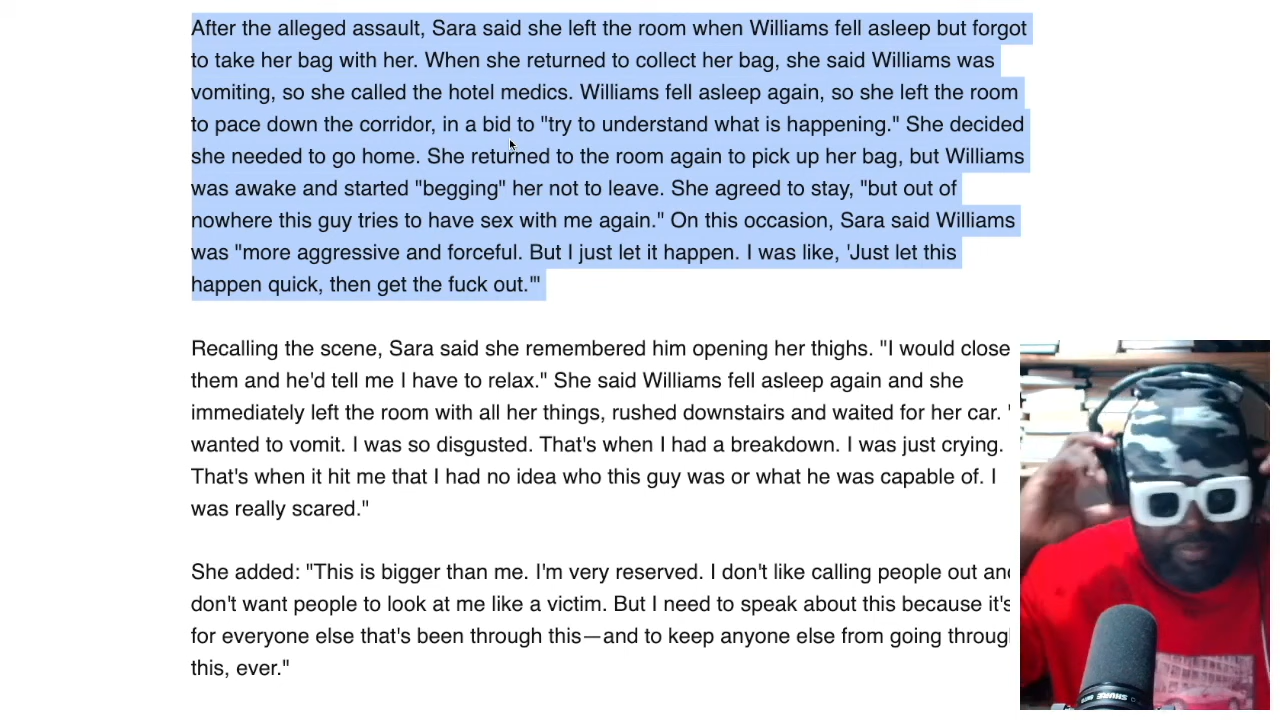 After the alleged assault, Sara said she left the room when Williams fell asleep but forgot
to take her bag with her. When she returned to collect her bag, she said Williams was
vomiting, so she called the hotel medics. Williams fell asleep again, so she left the room
to pace down the corridor, in a bid to "try to understand what is happening." She decided
she needed to go home. She returned to the room again to pick up her bag, but Williams
was awake and started "begging" her not to leave. She agreed to stay, "but out of
nowhere this guy tries to have sex with me again." On this occasion, Sara said Williams
was "more aggressive and forceful. But I just let it happen. I was like, 'Just let this
happen quick, then get the fuck out.'"
Recalling the scene, Sara said she remembered him opening her thighs. "I would close
them and he'd tell me I have to relax." She said Williams fell asleep again and she
immediately left the room with all her things, rushed downstairs and waited for her car. "
wanted to vomit. I was so disgusted. That's when I had a breakdown. I was just crying.
That's when it hit me that I had no idea who this guy was or what he was capable of. I
was really scared."
She added: "This is bigger than me. I'm very reserved. I don't like calling people out and
don't want people to look at me like a victim. But I need to speak about this because it's
for everyone else that's been through this—and to keep anyone else from going through
this, ever."
SHURE